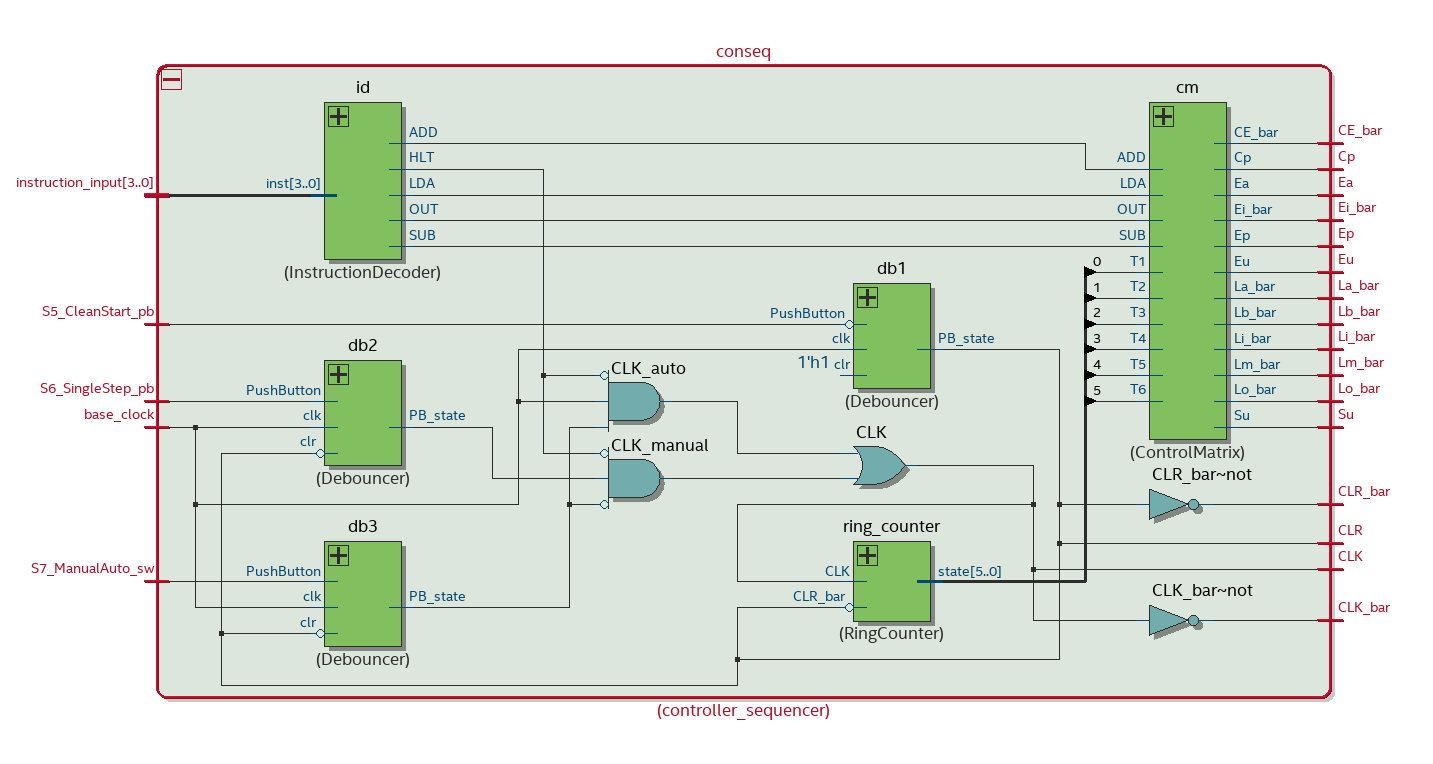 conseq
id
ADD
HLT
inst[3..0]
LDA
OUT
SUB
(InstructionDecoder)
instruction_input[3..0]
S5_CleanStart_pb
S6_SingleStep_pb
base_clock
S7_ManualAuto_sw
db2
PushButton
clk
PB_state
clr
(Debouncer)
db3
PushButton
clk
PB_state
clr
(Debouncer)
CLK_auto
CLK_manual
db1
PushButton
clk
PB_state
1'h1 clr
(Debouncer)
CLK
ring_counter
CLK
state[5..0]
CLR_bar
(RingCounter)
cm
ADD
LDA
OUT
SUB
0 T1
1 T2
2 T3
3 T4
4 T5
5 T6
CE_bar
Cp
Ea
Ei_bar
Ep
Eu
La_bar
Lb_bar
Li_bar
Lm_bar
Lo_bar
Su
(ControlMatrix)
CLR_bar~not
CLK_bar~not
CE_bar
Cp
Ea
Ei_bar
Ep
Eu
La_bar
Lb_bar
Li_bar
Lm_bar
Lo_bar
Su
CLR_bar
CLR
CLK
CLK_bar
(controller_sequencer)